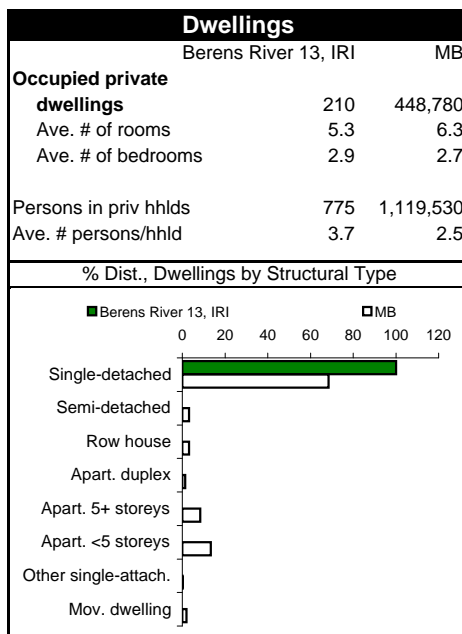 Dwellings
Berens River 13, IRI MB
Occupied private
dwellings 210 448,780
Ave. # of rooms 5.3 6.3
Ave. # of bedrooms 2.9 2.7
Persons in priv hhlds 775 1,119,530
Ave. # persons/hhld 3.7 2.5
% Dist., Dwellings by Structural Type
Berens River 13, IRI MB
0 20 40 60 80 100 120
Single-detached
Semi-detached
Row house
Apart. duplex
Apart. 5+ storeys
Apart. <5 storeys
Other single-attach.
Mov. dwelling